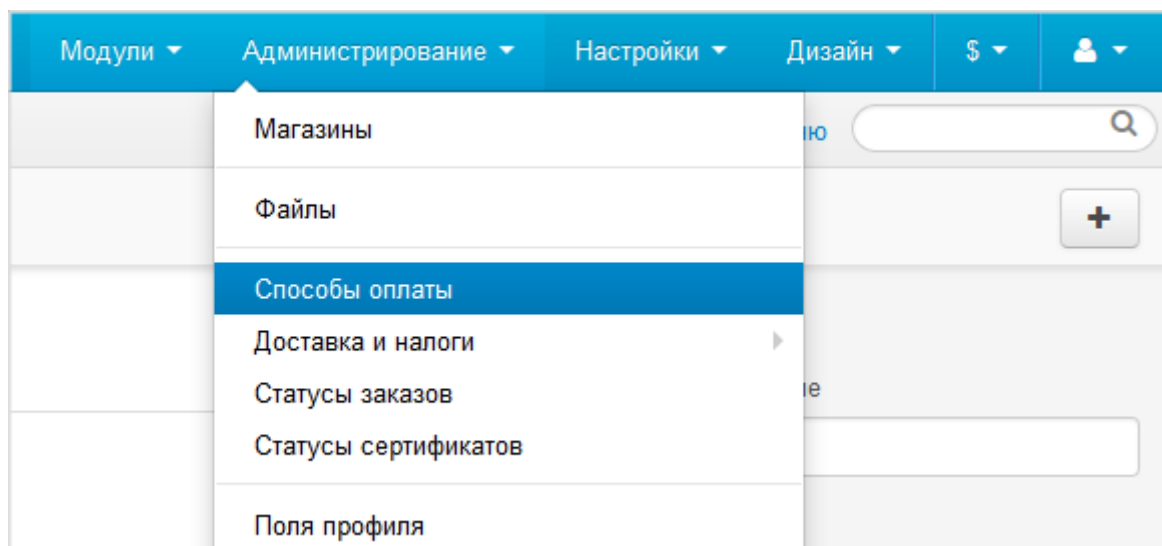 Модули Администрирование Настройки Дизайн $
Магазины
ю
Файлы
Способы оплаты
Доставка и налоги
Статусы заказов
е
Статусы сертификатов
Поля профиля